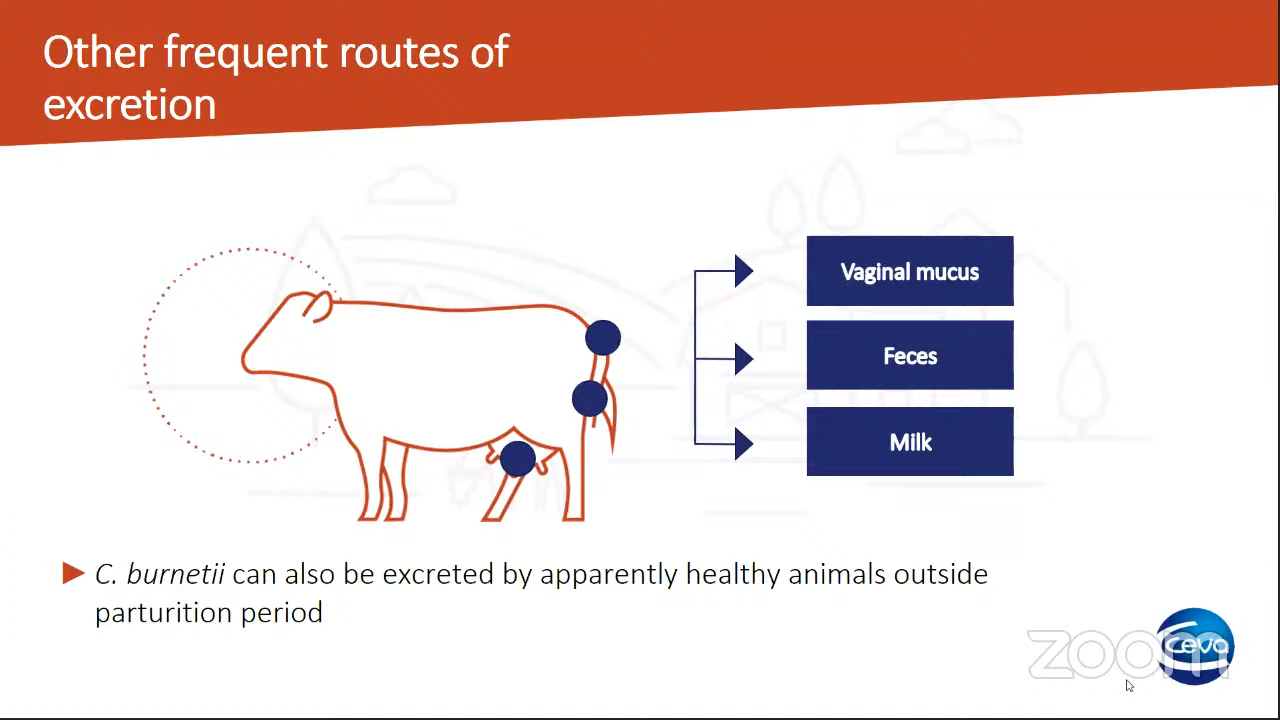 Other frequent routes of
excretion
Vaginal mucus
Feces
Milk
C. burnetii can also be excreted by apparently healthy animals outside
parturition period
zoom
Ceva